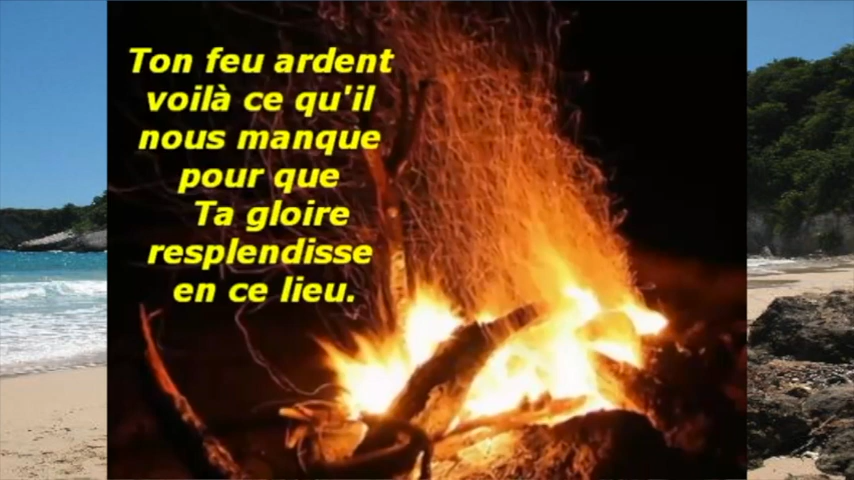 Ton feu ardent
voilà ce qu'il
nous manque
pour que
Ta gloire
resplendisse
en ce lieu.